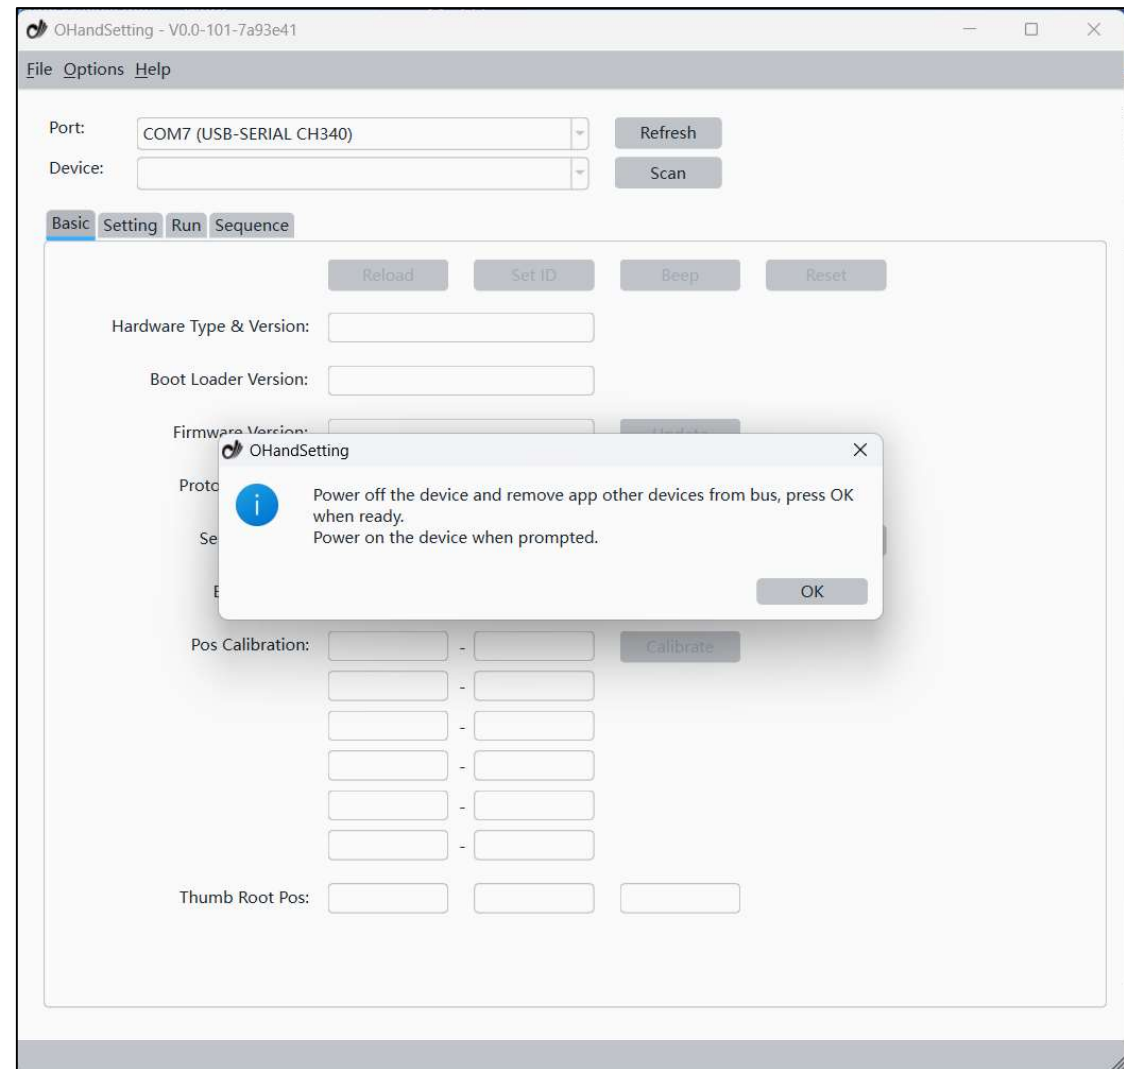 OHandSetting - V0.0-101-7a93e41
File Options Help
Port: COM7 (USB-SERIAL CH340) Refresh
Device: Scan
Basic Setting Run Sequence
Reload Set ID Beep Reset
Hardware Type & Version:
Boot Loader Version:
Firmware Version: Update
OHandSetting
Power off the device and remove app other devices from bus, press OK
when ready.
Power on the device when prompted.
OK
Pos Calibration: - Calibrate
-
-
-
-
-
Thumb Root Pos: